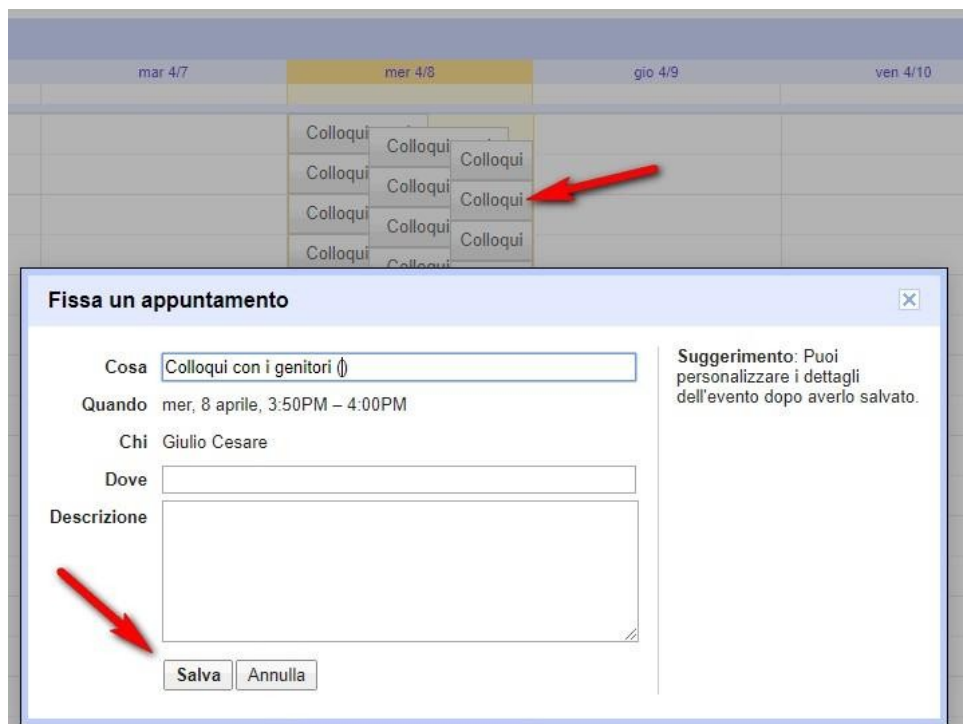 mar 4/7
mer 4/8
gio 4/9
ven 4/10
Colloqui
Colloqui
Colloqui
Colloqui
Colloqui
Colloqui
Colloqui
Colloqui
Colloqui
Colloqui
Colloqui
Fissa un appuntamento
Cosa Colloqui con i genitori ()
Quando mer, 8 aprile, 3:50PM – 4:00PM
Chi Giulio Cesare
Dove
Descrizione
Salva Annulla
Suggerimento: Puoi
personalizzare i dettagli
dell'evento dopo averlo salvato.